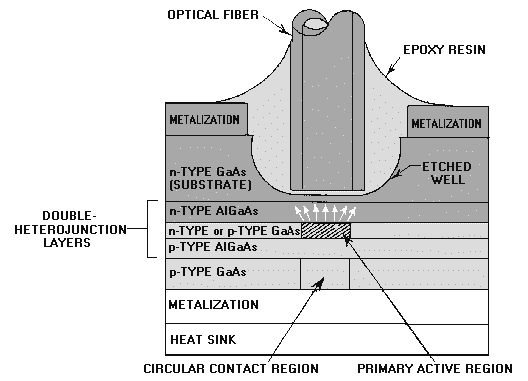 OPTICAL FIBER
EPOXY RESIN
METALIZATION
METALIZATION
n-TYPE GaAs
(SUBSTRATE)
ETCHED
WELL
n-TYPE AlGaAs
DOUBLE-
HETEROJUNCTION
LAYERS
n-TYPE or p-TYPE GaAs
p-TYPE AlGaAs
p-TYPE GaAs
METALIZATION
HEAT SINK
CIRCULAR CONTACT REGION
PRIMARY ACTIVE REGION